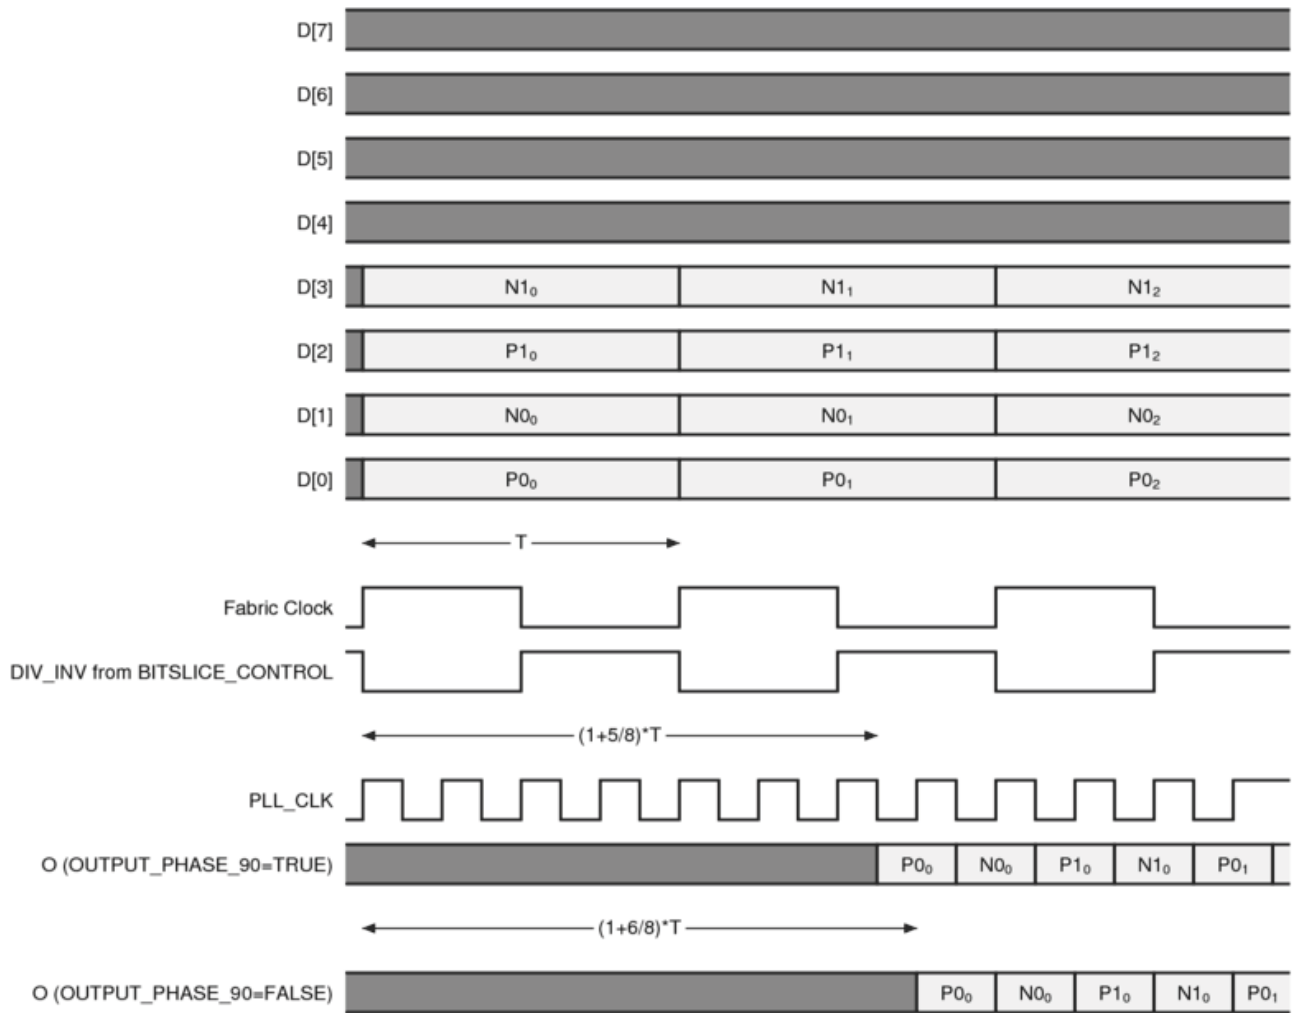 D[7]
D[6]
D[5]
D[4]
D[3] N1₀ N1₁ N1₂
D[2] P1₀ P1₁ P1₂
D[1] N0₀ N0₁ N0₂
D[0] P0₀ P0₁ P0₂
T
Fabric Clock
DIV_INV from BITSLICE_CONTROL
(1+5/8)*T
PLL_CLK
O (OUTPUT_PHASE_90=TRUE) P0₀ N0₀ P1₀ N1₀ P0₁
(1+6/8)*T
O (OUTPUT_PHASE_90=FALSE) P0₀ N0₀ P1₀ N1₀ P0₁